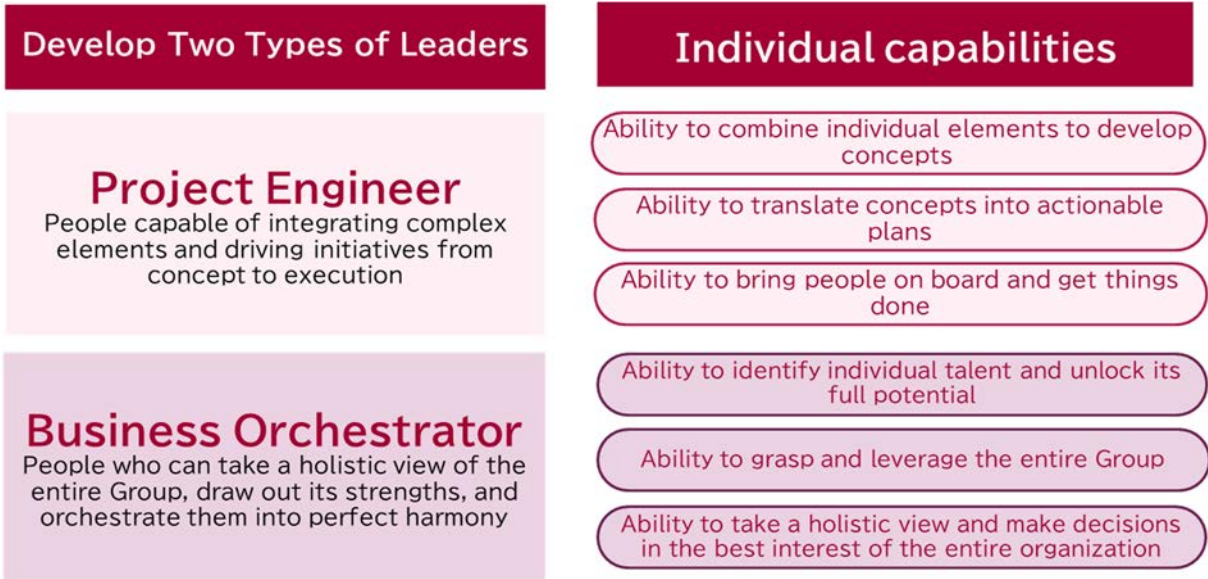 Develop Two Types of Leaders
Project Engineer
People capable of integrating complex
elements and driving initiatives from
concept to execution
Business Orchestrator
People who can take a holistic view of the
entire Group, draw out its strengths, and
orchestrate them into perfect harmony
Individual capabilities
Ability to combine individual elements to develop
concepts
Ability to translate concepts into actionable
plans
Ability to bring people on board and get things
done
Ability to identify individual talent and unlock its
full potential
Ability to grasp and leverage the entire Group
Ability to take a holistic view and make decisions
in the best interest of the entire organization